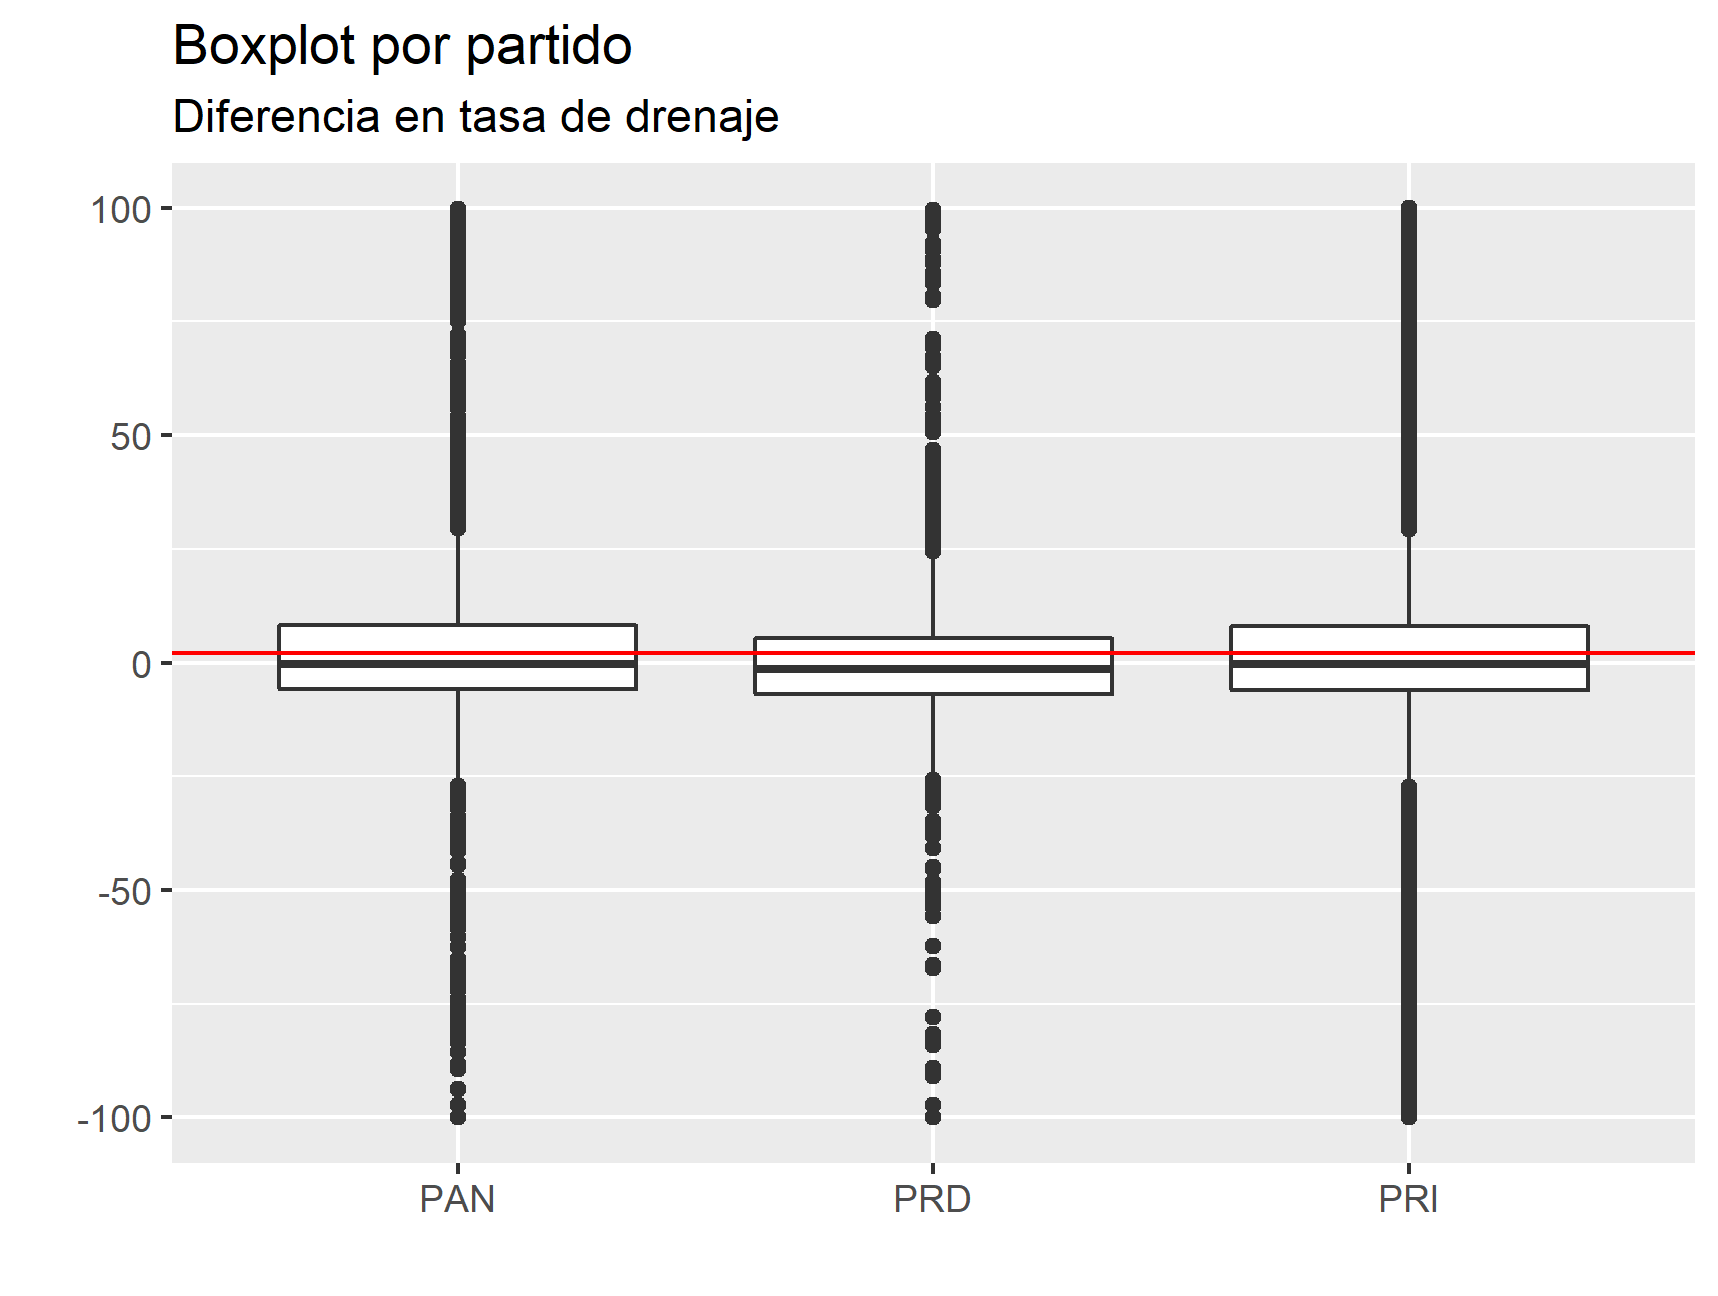 Boxplot por partido
Diferencia en tasa de drenaje
100
50
0
-50
-100
PAN PRD PRI